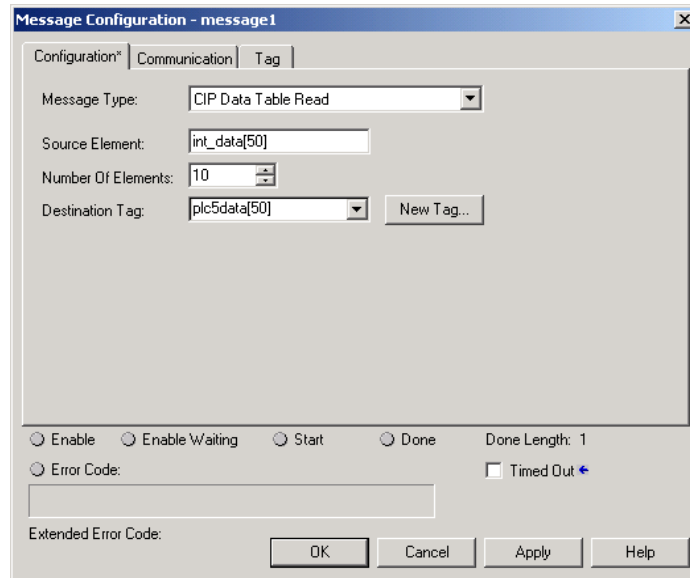 Message Configuration - message1
Configuration* Communication Tag
Message Type: CIP Data Table Read
Source Element: int_data[50]
Number Of Elements: 10
Destination Tag: plc5data[50] New Tag...
Enable Enable Waiting Start Done Done Length: 1
Error Code: Timed Out
Extended Error Code:
OK Cancel Apply Help